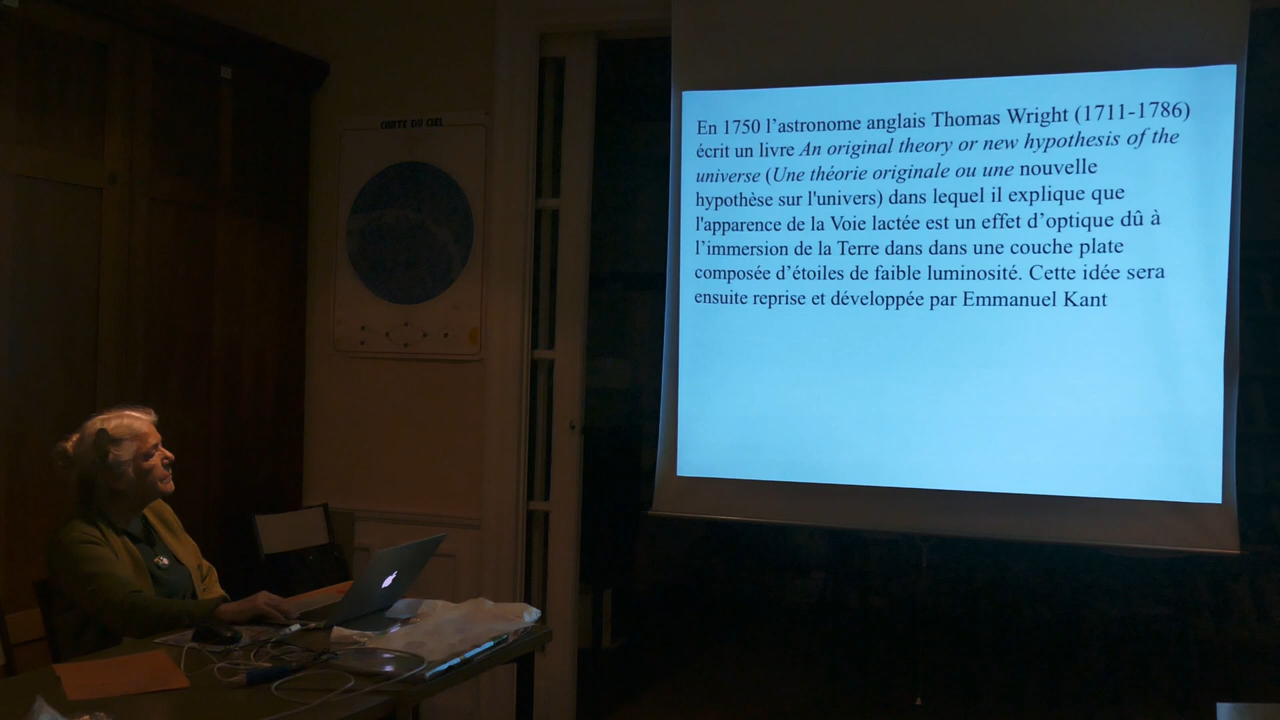 CARTE DU CIEL
En 1750 l’astronome anglais Thomas Wright (1711-1786)
écrit un livre An original theory or new hypothesis of the
universe (Une théorie originale ou une nouvelle
hypothèse sur l'univers) dans lequel il explique que
l'apparence de la Voie lactée est un effet d’optique dû à
l’immersion de la Terre dans dans une couche plate
composée d’étoiles de faible luminosité. Cette idée sera
ensuite reprise et développée par Emmanuel Kant